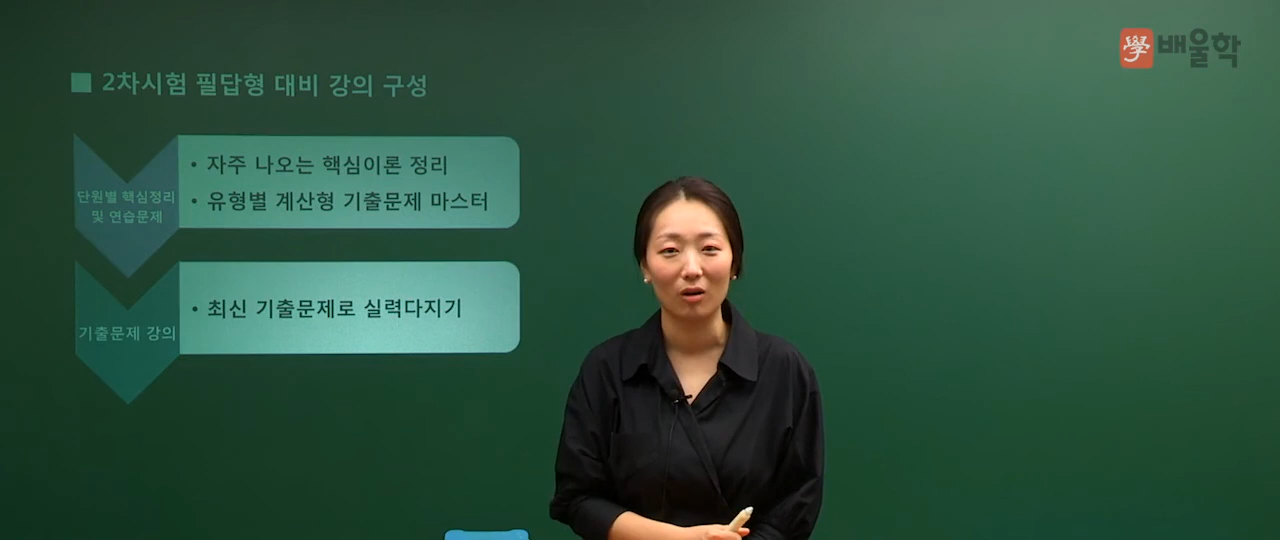 學 배울학
■ 2차시험 필답형 대비 강의 구성
단원별 핵심정리
및 연습문제
• 자주 나오는 핵심이론 정리
• 유형별 계산형 기출문제 마스터
기출문제 강의
• 최신 기출문제로 실력다지기